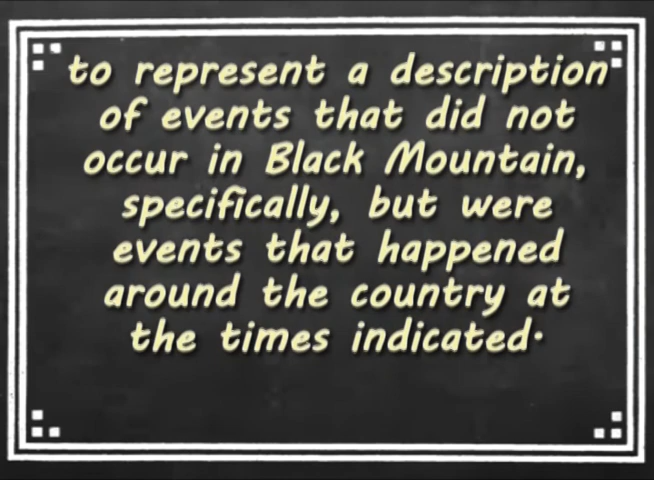 to represent a description
of events that did not
occur in Black Mountain,
specifically, but were
events that happened
around the country at
the times indicated.